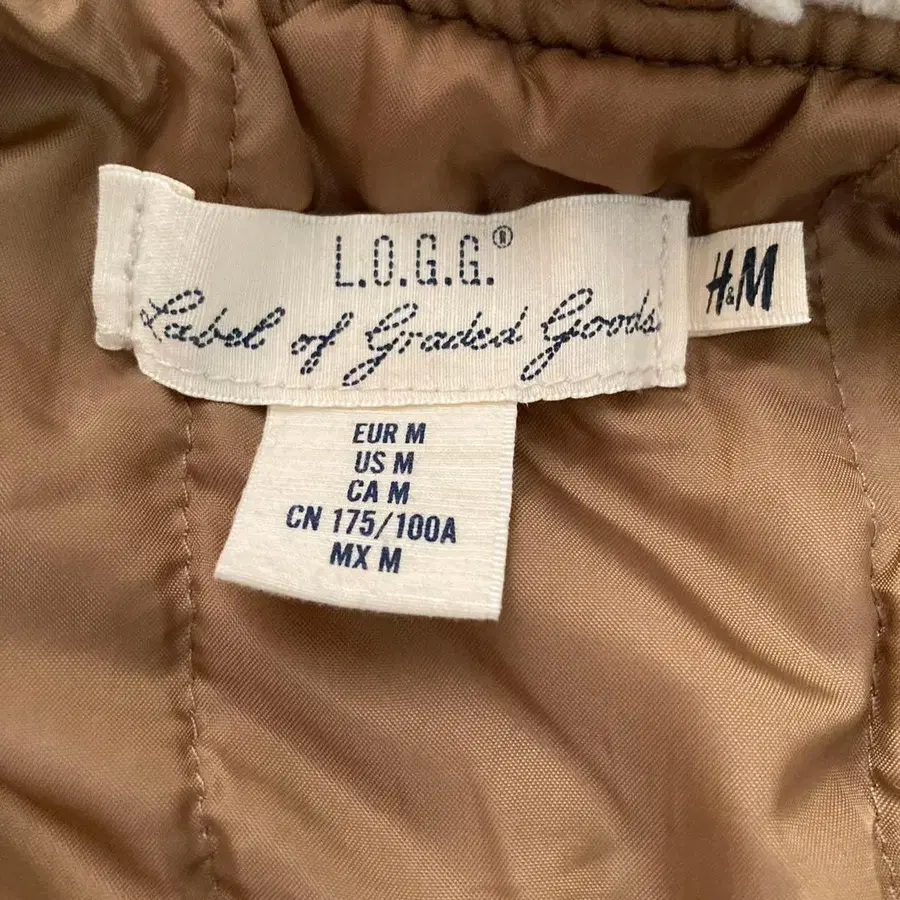 L.O.G.G.®
Label of Graded Goods
H&M
EUR M
US M
CA M
CN 175/100A
MX M